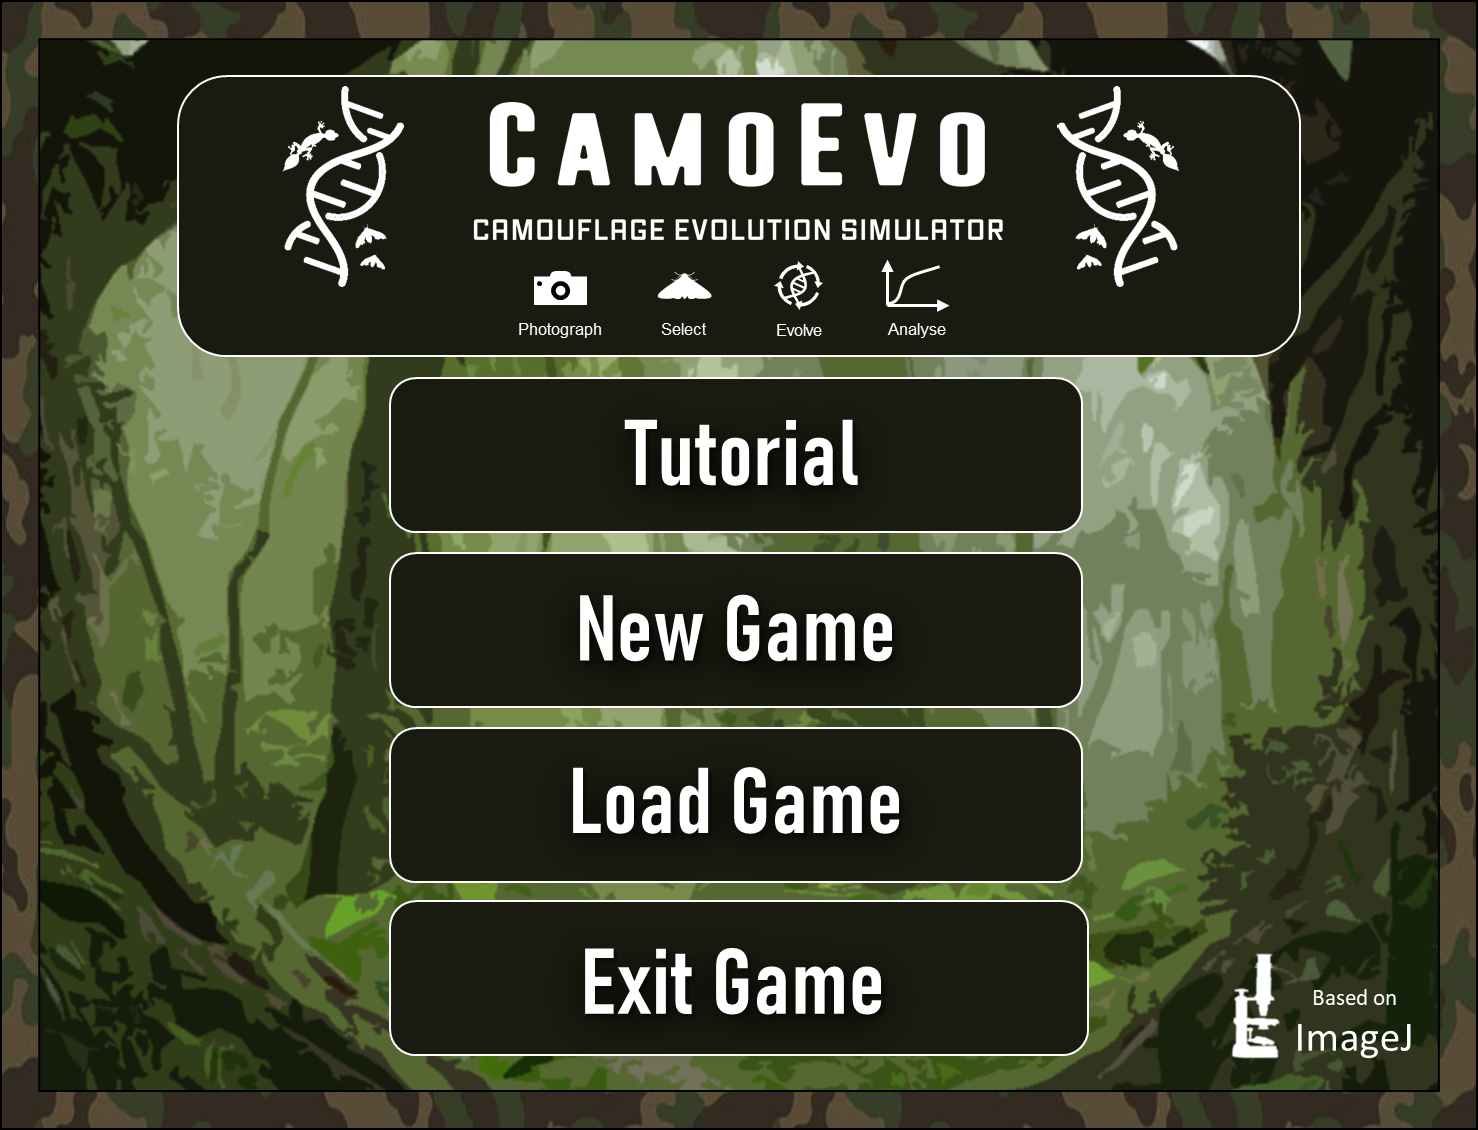 CAMOEVO
CAMOUFLAGE EVOLUTION SIMULATOR
Photograph Select Evolve Analyse
Tutorial
New Game
Load Game
Exit Game
Based on
ImageJ